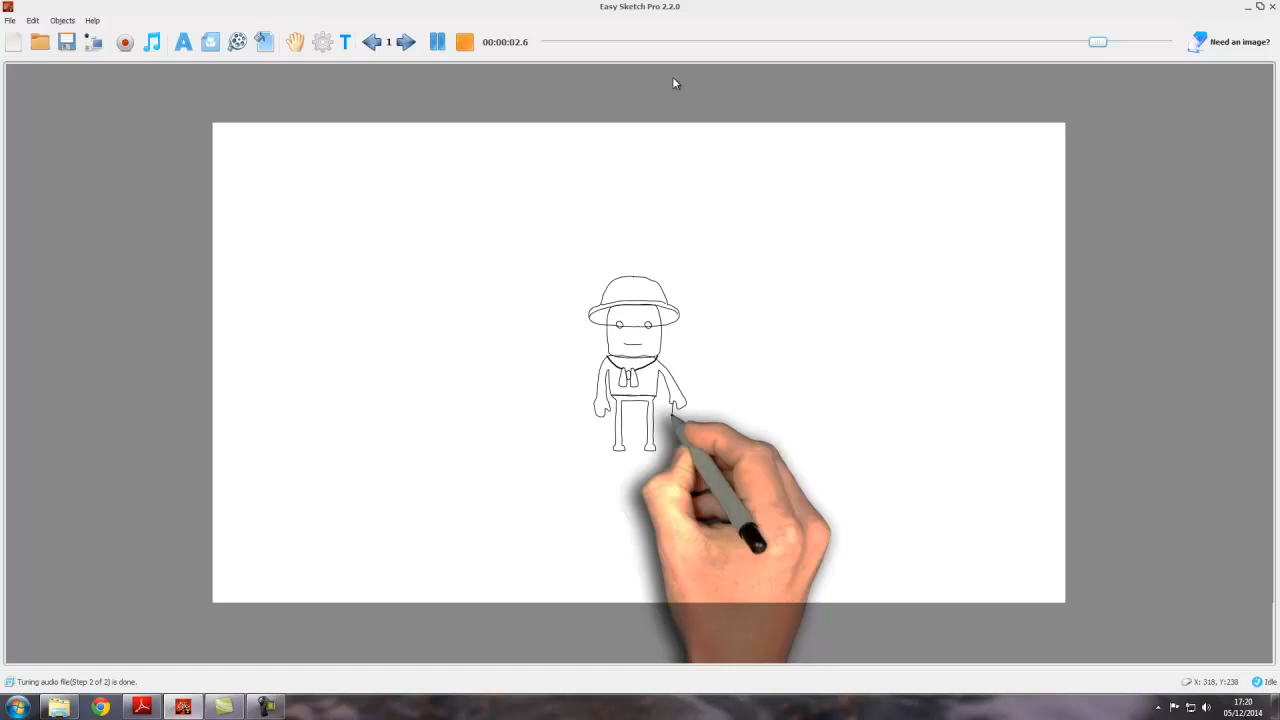 Easy Sketch Pro 2.2.0
File Edit Objects Help
A T 1 00:00:02.6 Need an image?
Tuning audio file(Step 2 of 2) is done. X: 318, Y:238 Idle
17:20
05/12/2014